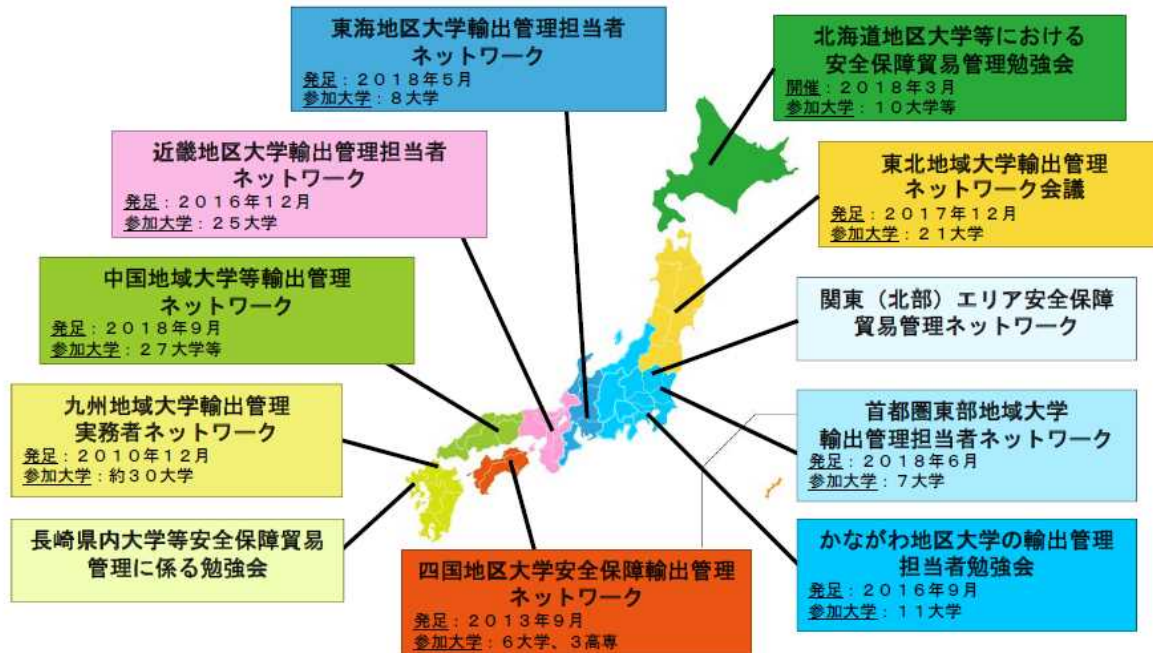 東海地区大学輸出管理担当者
ネットワーク
発足：２０１８年５月
参加大学：８大学
北海道地区大学等における
安全保障貿易管理勉強会
開催：２０１８年３月
参加大学：１０大学等
近畿地区大学輸出管理担当者
ネットワーク
発足：２０１６年１２月
参加大学：２５大学
東北地域大学輸出管理
ネットワーク会議
発足：２０１７年１２月
参加大学：２１大学
中国地域大学等輸出管理
ネットワーク
発足：２０１８年９月
参加大学：２７大学等
関東（北部）エリア安全保障
貿易管理ネットワーク
九州地域大学輸出管理
実務者ネットワーク
発足：２０１０年１２月
参加大学：約３０大学
首都圏東部地域大学
輸出管理担当者ネットワーク
発足：２０１８年６月
参加大学：７大学
長崎県内大学等安全保障貿易
管理に係る勉強会
四国地区大学安全保障輸出管理
ネットワーク
発足：２０１３年９月
参加大学：６大学、３高専
かながわ地区大学の輸出管理
担当者勉強会
発足：２０１６年９月
参加大学：１１大学